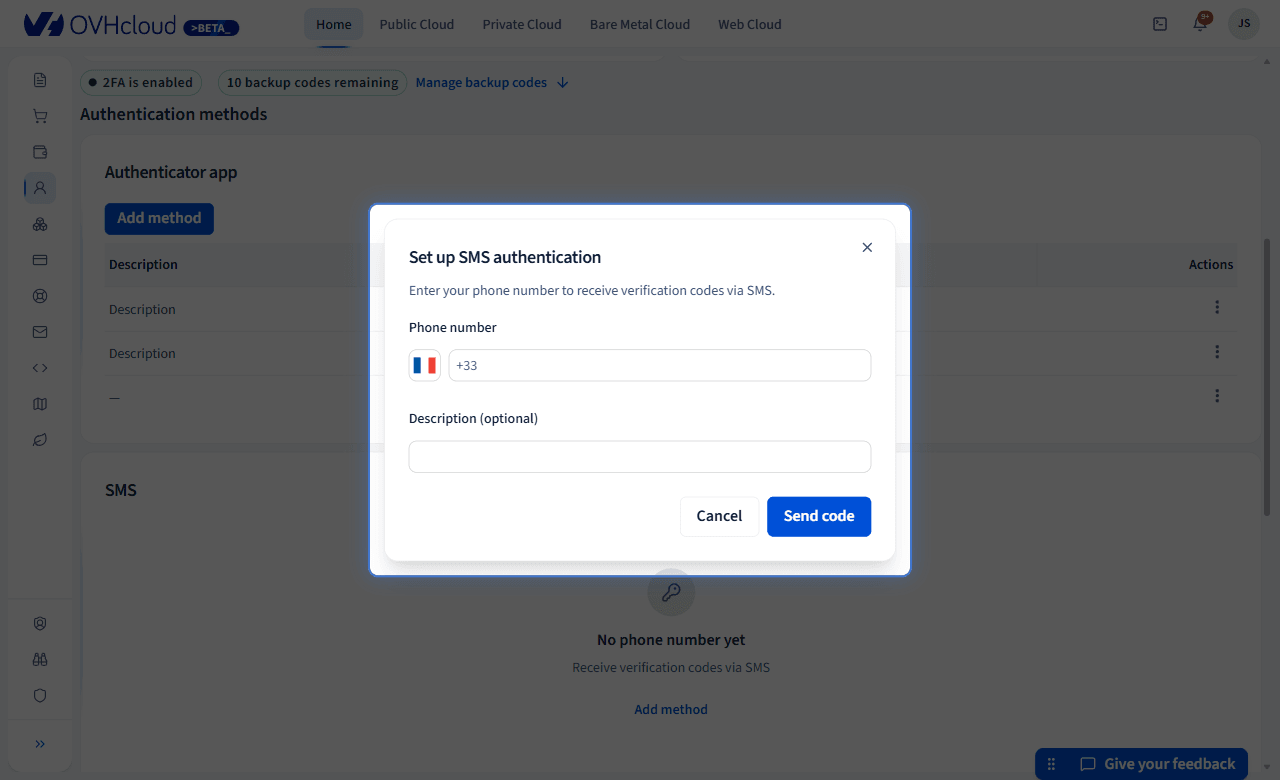 OVHcloud >BETA_
Home
Public Cloud
Private Cloud
Bare Metal Cloud
Web Cloud
9+
JS
2FA is enabled
10 backup codes remaining
Manage backup codes
Authentication methods
Authenticator app
Add method
Description
Actions
Description
Description
—
Set up SMS authentication
Enter your phone number to receive verification codes via SMS.
Phone number
+33
Description (optional)
Cancel
Send code
SMS
No phone number yet
Receive verification codes via SMS
Add method
Give your feedback